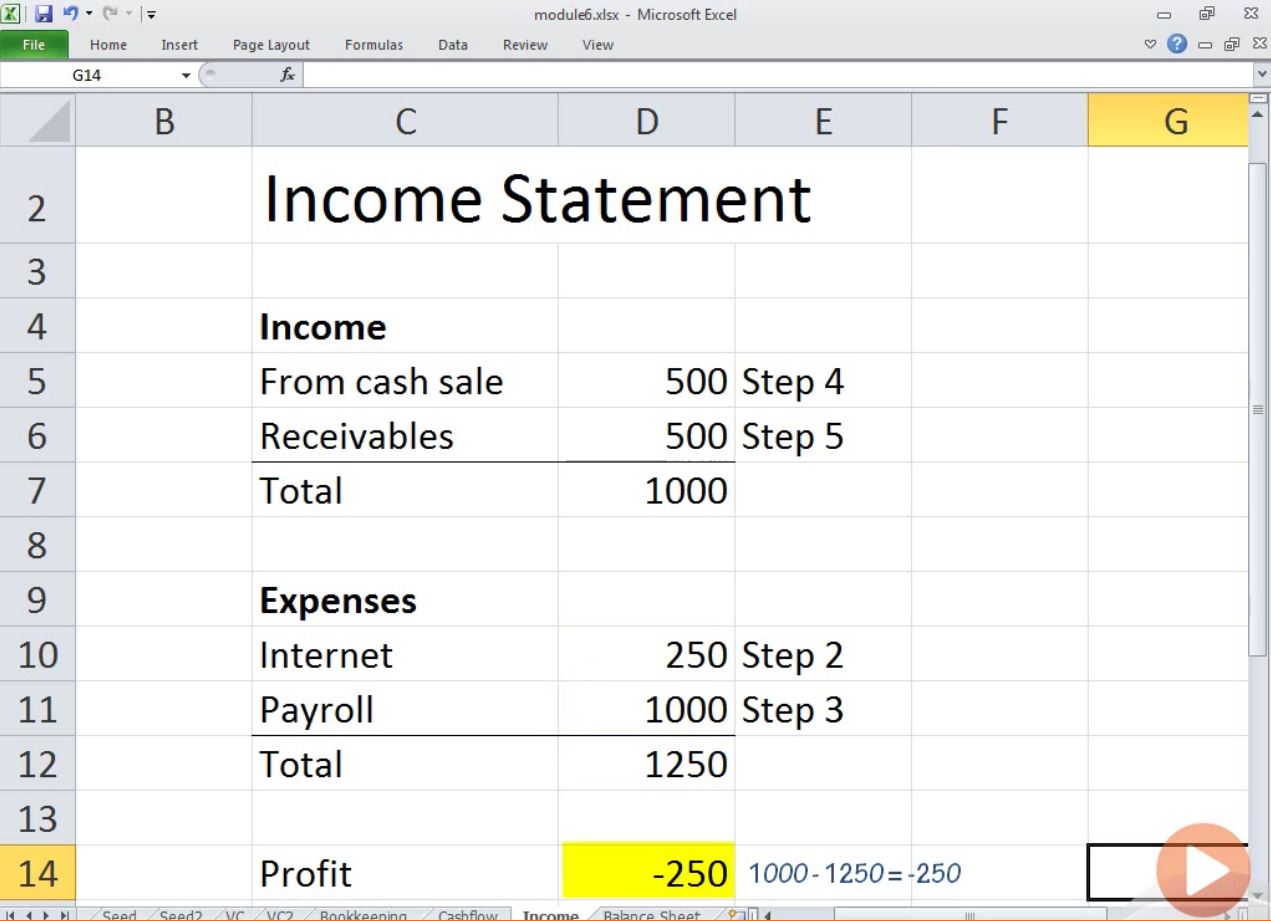 module6.xlsx - Microsoft Excel
File Home Insert Page Layout Formulas Data Review View
G14 fx
B C D E F G
2 Income Statement
3
4 Income
5 From cash sale 500 Step 4
6 Receivables 500 Step 5
7 Total 1000
8
9 Expenses
10 Internet 250 Step 2
11 Payroll 1000 Step 3
12 Total 1250
13
14 Profit -250 1000-1250=-250
Seed Seed2 VC VC2 Bookkeeping Cashflow Income Balance Sheet